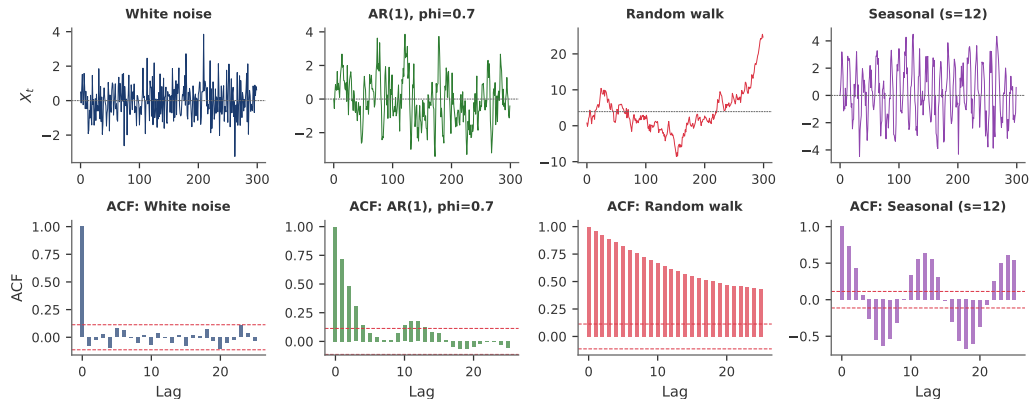 White noise
AR(1), phi=0.7
Random walk
Seasonal (s=12)
X_t
4
2
0
−2
0 100 200 300
4
2
0
−2
0 100 200 300
20
10
0
−10
0 100 200 300
4
2
0
−2
−4
0 100 200 300
ACF: White noise
ACF: AR(1), phi=0.7
ACF: Random walk
ACF: Seasonal (s=12)
ACF
1.00
0.75
0.50
0.25
0.00
0 10 20
Lag
1.00
0.75
0.50
0.25
0.00
0 10 20
Lag
1.00
0.75
0.50
0.25
0.00
0 10 20
Lag
1.0
0.5
0.0
−0.5
0 10 20
Lag